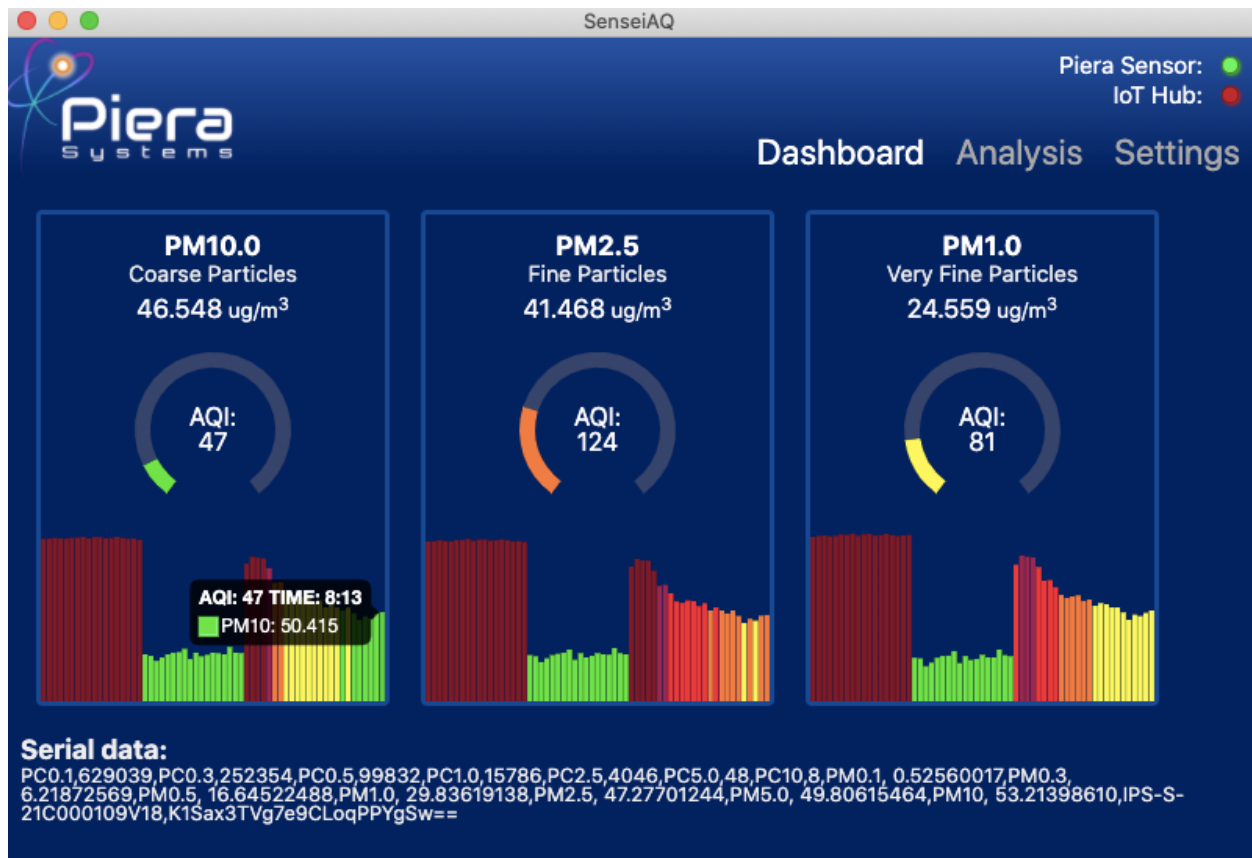 SenseiAQ
Piera
Systems
Piera Sensor:
IoT Hub:
Dashboard Analysis Settings
PM10.0
Coarse Particles
46.548 ug/m³
AQI:
47
AQI: 47 TIME: 8:13
PM10: 50.415
PM2.5
Fine Particles
41.468 ug/m³
AQI:
124
PM1.0
Very Fine Particles
24.559 ug/m³
AQI:
81
Serial data:
PC0.1,629039,PC0.3,252354,PC0.5,99832,PC1.0,15786,PC2.5,4046,PC5.0,48,PC10,8,PM0.1, 0.52560017,PM0.3,
6.21872569,PM0.5, 16.64522488,PM1.0, 29.83619138,PM2.5, 47.27701244,PM5.0, 49.80615464,PM10, 53.21398610,IPS-S-
21C000109V18,K1Sax3TVg7e9CLoqPPYgSw==